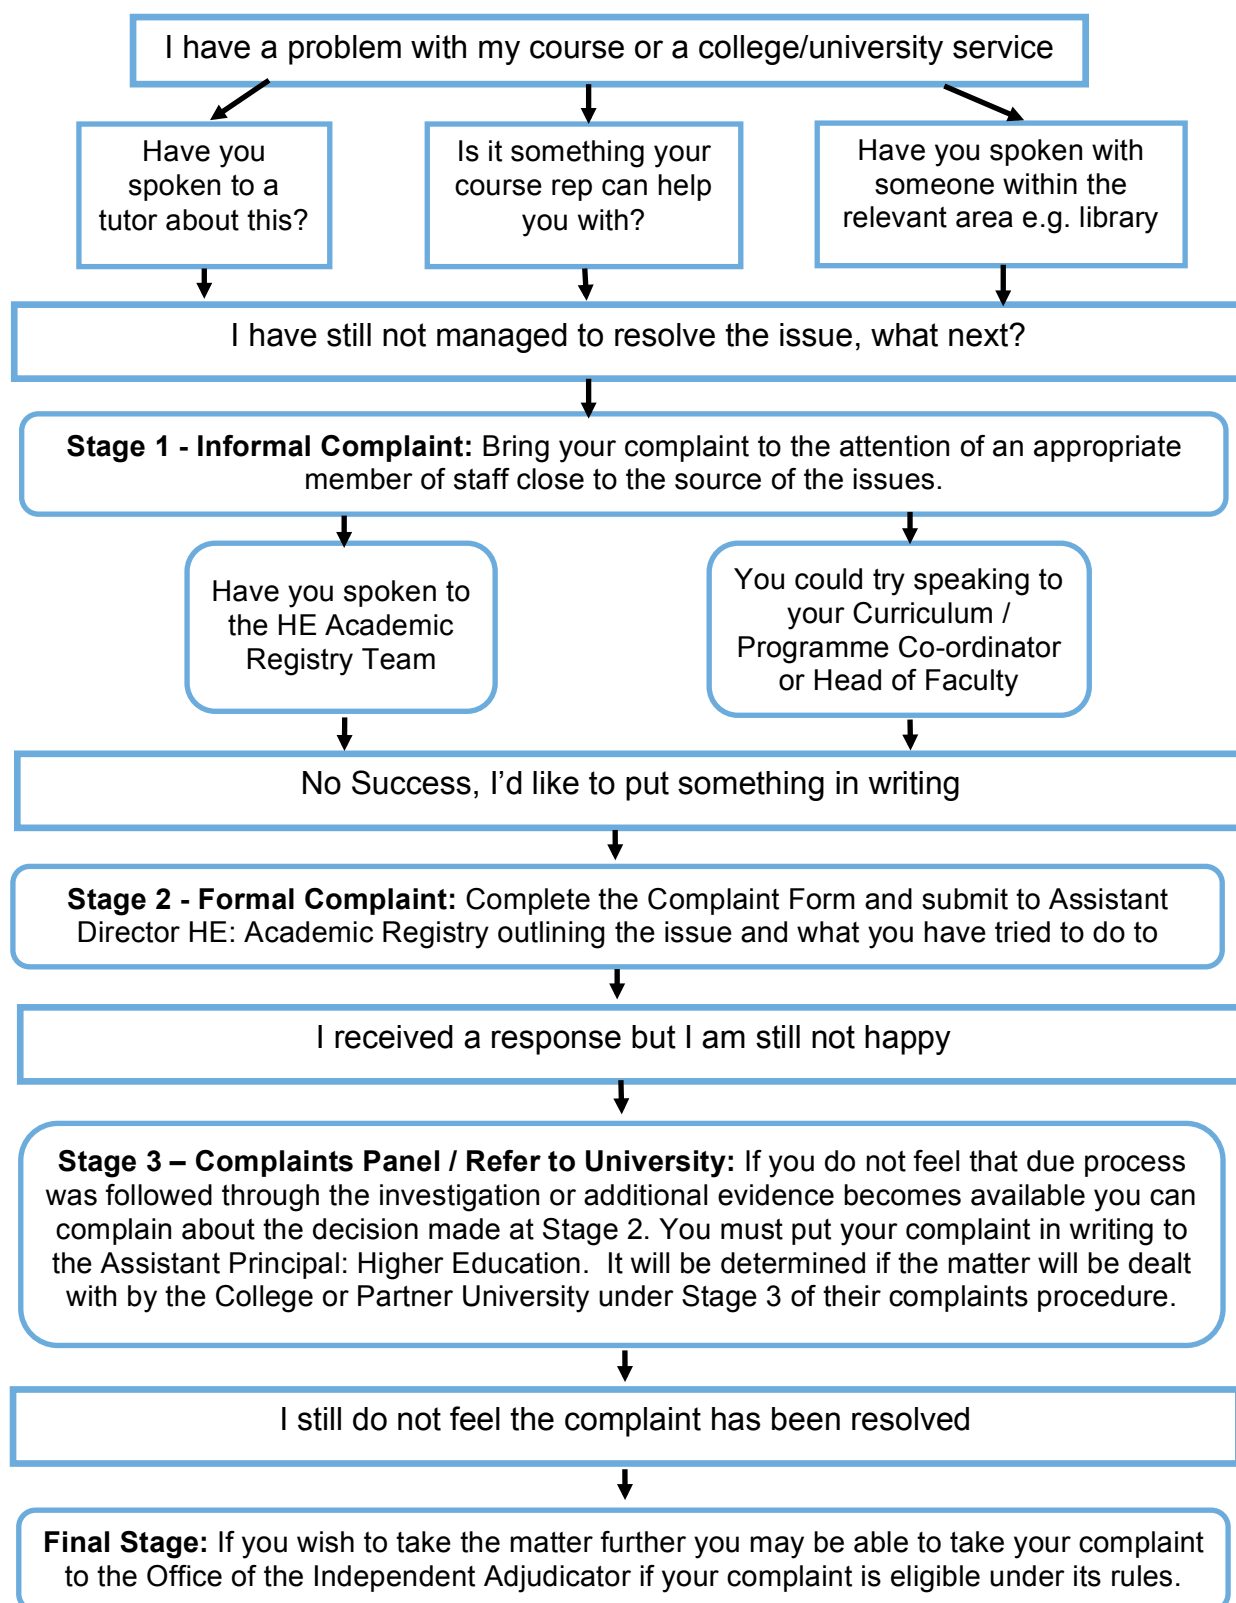 I have a problem with my course or a college/university service
Have you
spoken to a
tutor about this?
Is it something your
course rep can help
you with?
Have you spoken with
someone within the
relevant area e.g. library
I have still not managed to resolve the issue, what next?
Stage 1 - Informal Complaint: Bring your complaint to the attention of an appropriate
member of staff close to the source of the issues.
Have you spoken to
the HE Academic
Registry Team
You could try speaking to
your Curriculum /
Programme Co-ordinator
or Head of Faculty
No Success, I’d like to put something in writing
Stage 2 - Formal Complaint: Complete the Complaint Form and submit to Assistant
Director HE: Academic Registry outlining the issue and what you have tried to do to
I received a response but I am still not happy
Stage 3 – Complaints Panel / Refer to University: If you do not feel that due process
was followed through the investigation or additional evidence becomes available you can
complain about the decision made at Stage 2. You must put your complaint in writing to
the Assistant Principal: Higher Education.  It will be determined if the matter will be dealt
with by the College or Partner University under Stage 3 of their complaints procedure.
I still do not feel the complaint has been resolved
Final Stage: If you wish to take the matter further you may be able to take your complaint
to the Office of the Independent Adjudicator if your complaint is eligible under its rules.